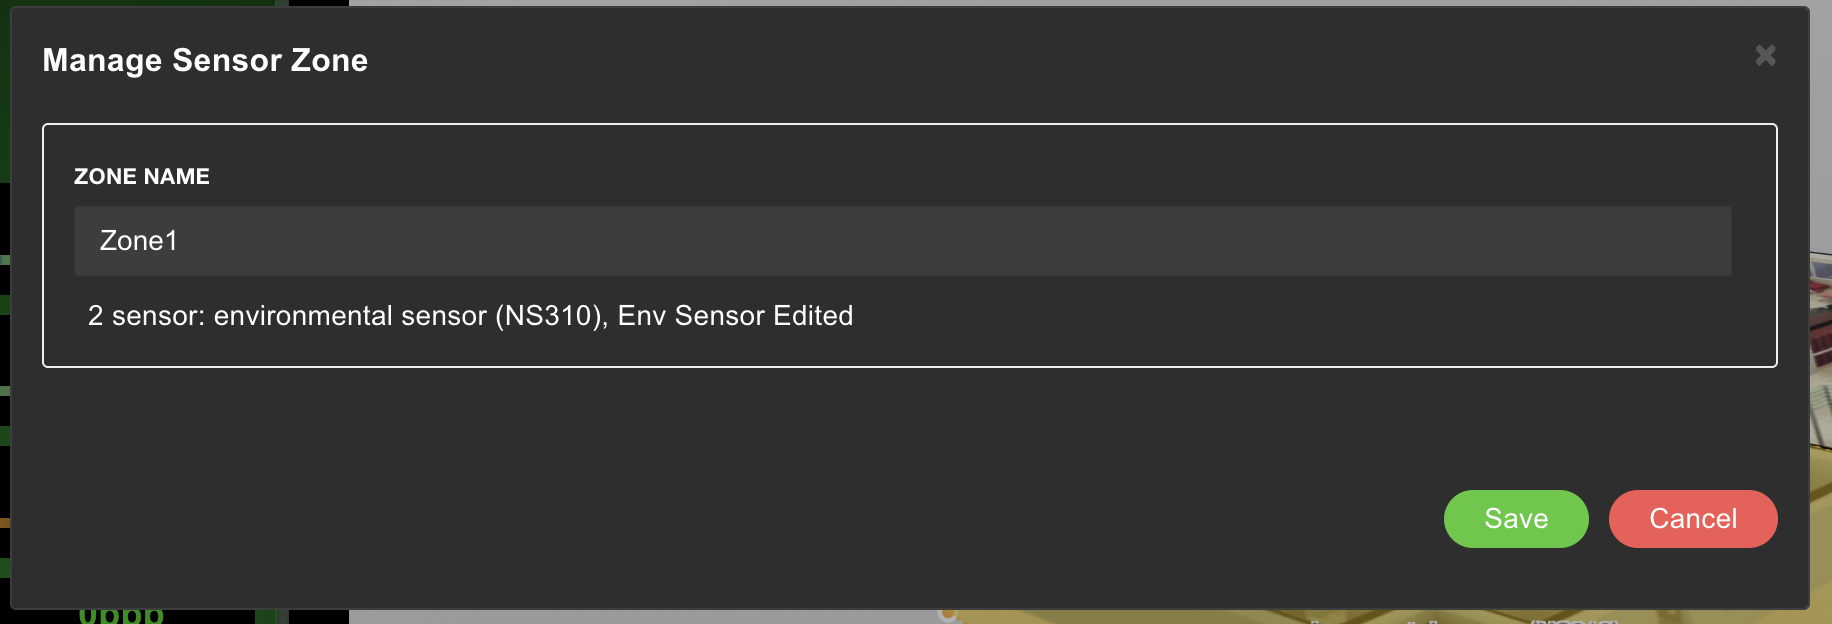 Manage Sensor Zone
ZONE NAME
Zone1
2 sensor: environmental sensor (NS310), Env Sensor Edited
Save
Cancel